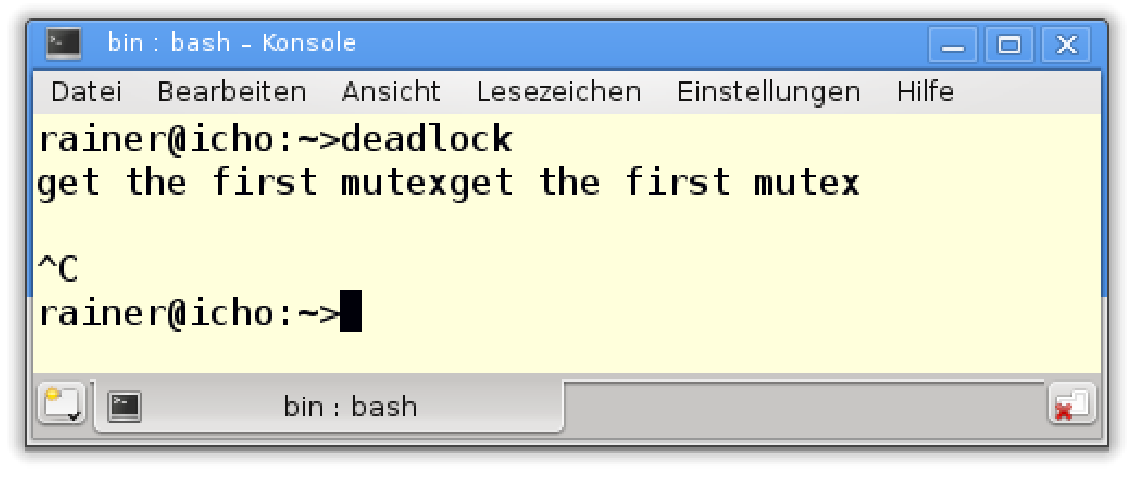 bin : bash – Konsole
Datei Bearbeiten Ansicht Lesezeichen Einstellungen Hilfe
rainer@icho:~>deadlock
get the first mutexget the first mutex
^C
rainer@icho:~>
bin : bash